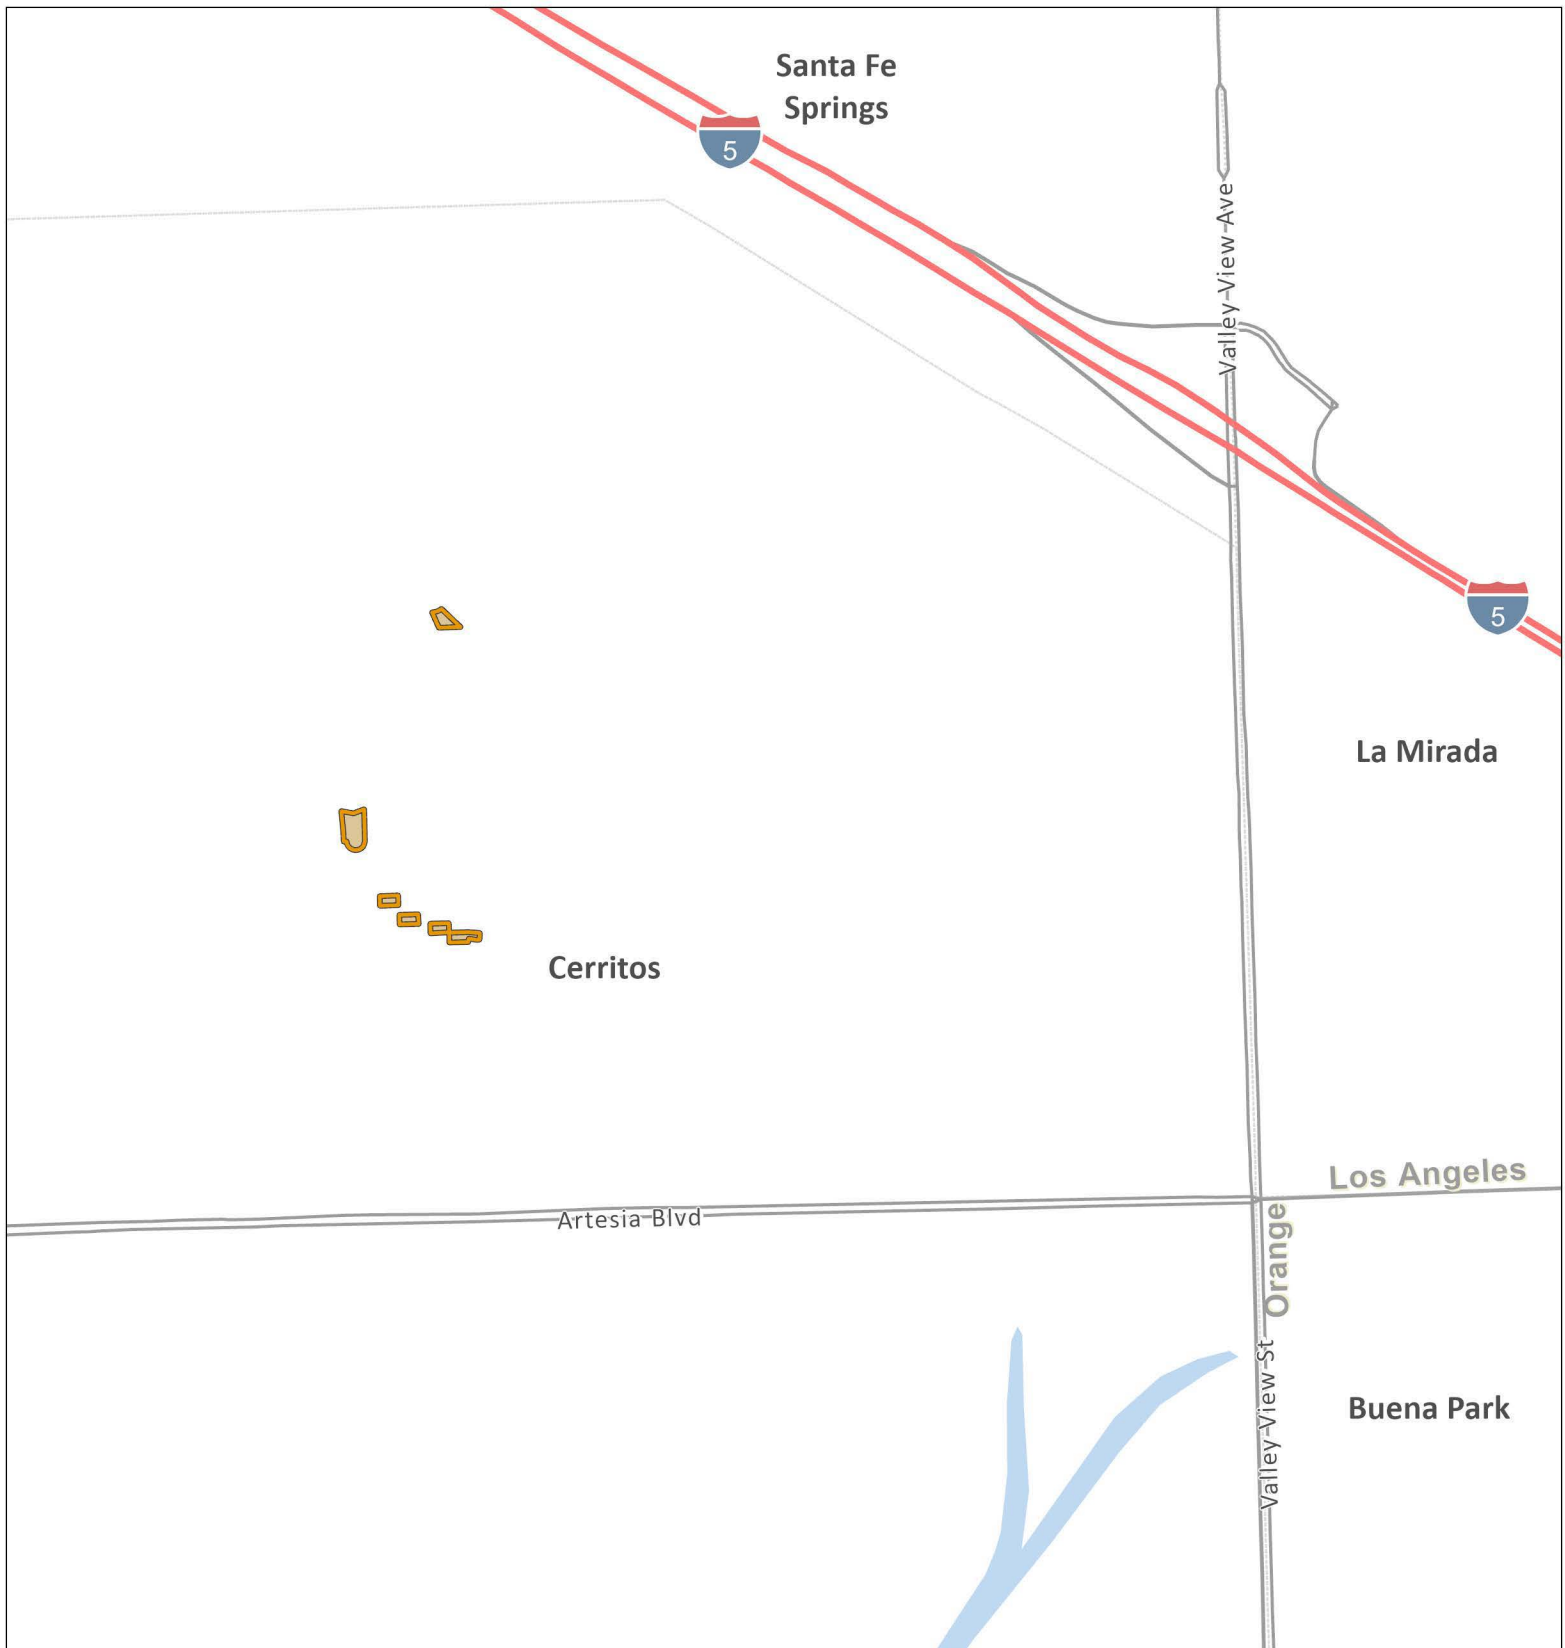 Santa Fe
Springs
5
Valley View Ave
5
La Mirada
Cerritos
Los Angeles
Artesia Blvd
Orange
Valley View St
Buena Park